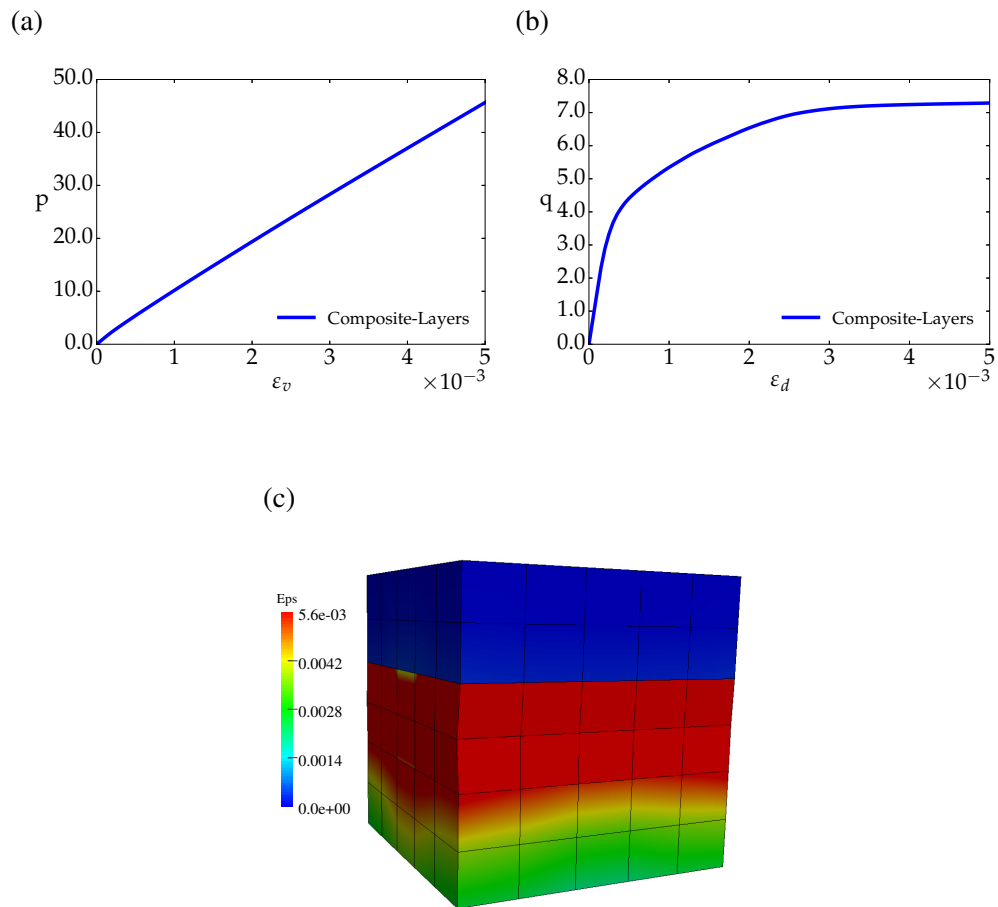 (a)
50.0
40.0
30.0
20.0
10.0
0.0
p
Composite-Layers
0 1 2 3 4 5
ε_v ×10⁻³
(b)
8.0
7.0
6.0
5.0
4.0
3.0
2.0
1.0
0.0
q
Composite-Layers
0 1 2 3 4 5
ε_d ×10⁻³
(c)
Eps
5.6e-03
0.0042
0.0028
0.0014
0.0e+00